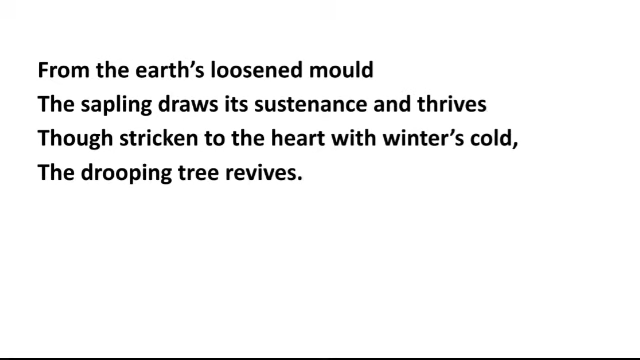 From the earth’s loosened mould
The sapling draws its sustenance and thrives
Though stricken to the heart with winter’s cold,
The drooping tree revives.